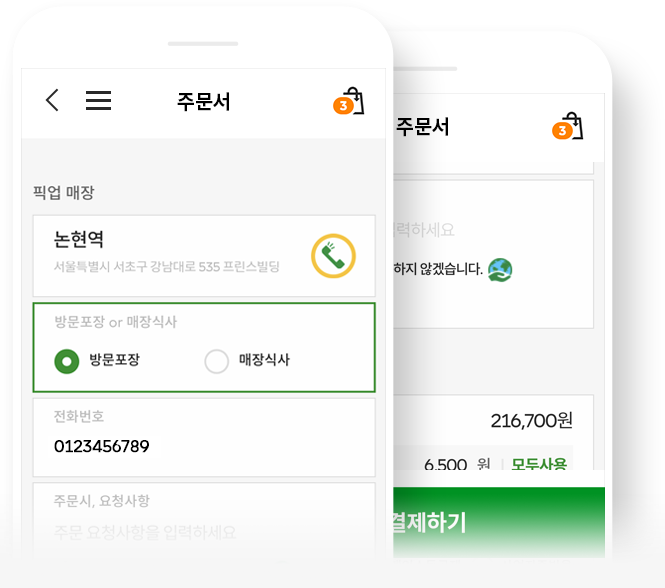 주문서
3
픽업 매장
논현역
서울특별시 서초구 강남대로 535 프린스빌딩
방문포장 or 매장식사
방문포장 매장식사
전화번호
0123456789
주문시, 요청사항
주문 요청사항을 입력하세요
주문서
3
력하세요
하지 않겠습니다.
216,700원
6,500 원 | 모두사용
결제하기